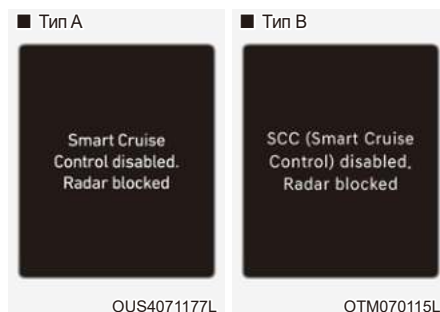 ■ Тип A
Smart Cruise
Control disabled.
Radar blocked
OUS4071177L
■ Тип B
SCC (Smart Cruise
Control) disabled.
Radar blocked
OTM070115L